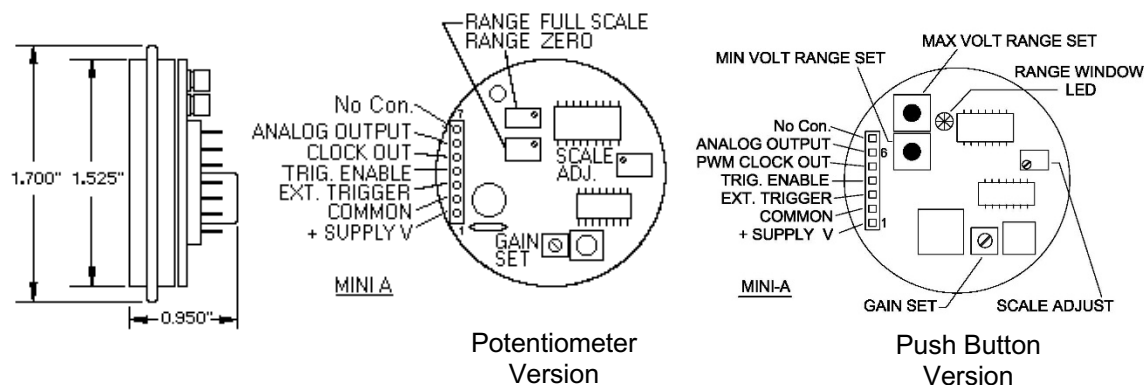 1.700"
1.525"
0.950"
RANGE FULL SCALE
RANGE ZERO
No Con.
ANALOG OUTPUT
CLOCK OUT
TRIG. ENABLE
EXT. TRIGGER
COMMON
+ SUPPLY V
7
1
SCALE
ADJ.
GAIN
SET
MINI A
Potentiometer
Version
MAX VOLT RANGE SET
MIN VOLT RANGE SET
RANGE WINDOW
LED
No Con.
ANALOG OUTPUT
PWM CLOCK OUT
TRIG. ENABLE
EXT. TRIGGER
COMMON
+ SUPPLY V
6
1
MINI-A
GAIN SET
SCALE ADJUST
Push Button
Version